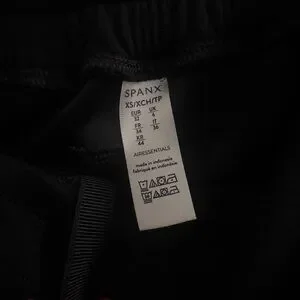 SPANX
XS/XCH/TP
EUR UK
32 6
FR IT
34 36
KR
44
AIRESSENTIALS
made in indonesia
fabriqué en indonésie